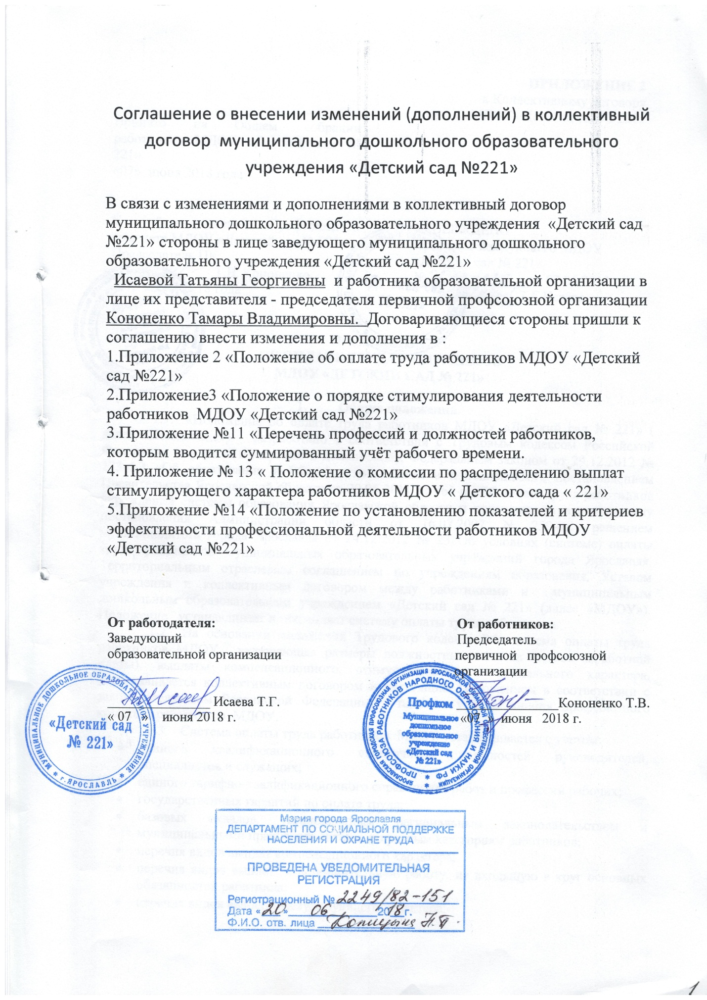 Соглашение о внесении изменений (дополнений) в коллективный
договор муниципального дошкольного образовательного
учреждения «Детский сад №221»
В связи с изменениями и дополнениями в коллективный договор
муниципального дошкольного образовательного учреждения «Детский сад
№221» стороны в лице заведующего муниципального дошкольного
образовательного учреждения «Детский сад №221»
Исаевой Татьяны Георгиевны и работника образовательной организации в
лице их представителя - председателя первичной профсоюзной организации
Кононенко Тамары Владимировны. Договаривающиеся стороны пришли к
соглашению внести изменения и дополнения в :
1.Приложение 2 «Положение об оплате труда работников МДОУ «Детский
сад №221»
2.Приложение3 «Положение о порядке стимулирования деятельности
работников МДОУ «Детский сад №221»
3.Приложение №11 «Перечень профессий и должностей работников,
которым вводится суммированный учёт рабочего времени.
4. Приложение № 13 « Положение о комиссии по распределению выплат
стимулирующего характера работников МДОУ « Детского сада « 221»
5.Приложение №14 «Положение по установлению показателей и критериев
эффективности профессиональной деятельности работников МДОУ
«Детский сад №221»
От работодателя:
Заведующий
образовательной организации
Исаева Т.Г.
« 07 » июня 2018 г.
От работников:
Председатель
первичной профсоюзной
организации
Кононенко Т.В.
«07 » июня 2018 г.
МУНИЦИПАЛЬНОЕ ДОШКОЛЬНОЕ ОБРАЗОВАТЕЛЬНОЕ УЧРЕЖДЕНИЕ
* г.ЯРОСЛАВЛЬ *
«Детский сад
№ 221»
ЯРОСЛАВСКАЯ ГОРОДСКАЯ ПРОФСОЮЗНАЯ ОРГАНИЗАЦИЯ ЯРОСЛАВСКОЙ ОБЛАСТНОЙ ОБЩЕСТВЕННОЙ ОРГАНИЗАЦИИ
ПРОФСОЮЗА РАБОТНИКОВ НАРОДНОГО ОБРАЗОВАНИЯ И НАУКИ РФ
Профком
Муниципальное
дошкольное
образовательное
учреждение
«Детский сад
№ 221»
Мэрия города Ярославля
ДЕПАРТАМЕНТ ПО СОЦИАЛЬНОЙ ПОДДЕРЖКЕ
НАСЕЛЕНИЯ И ОХРАНЕ ТРУДА
ПРОВЕДЕНА УВЕДОМИТЕЛЬНАЯ
РЕГИСТРАЦИЯ
Регистрационный № 2249/82-151
Дата «20» 06 2018 г.
Ф.И.О. отв. лица
1